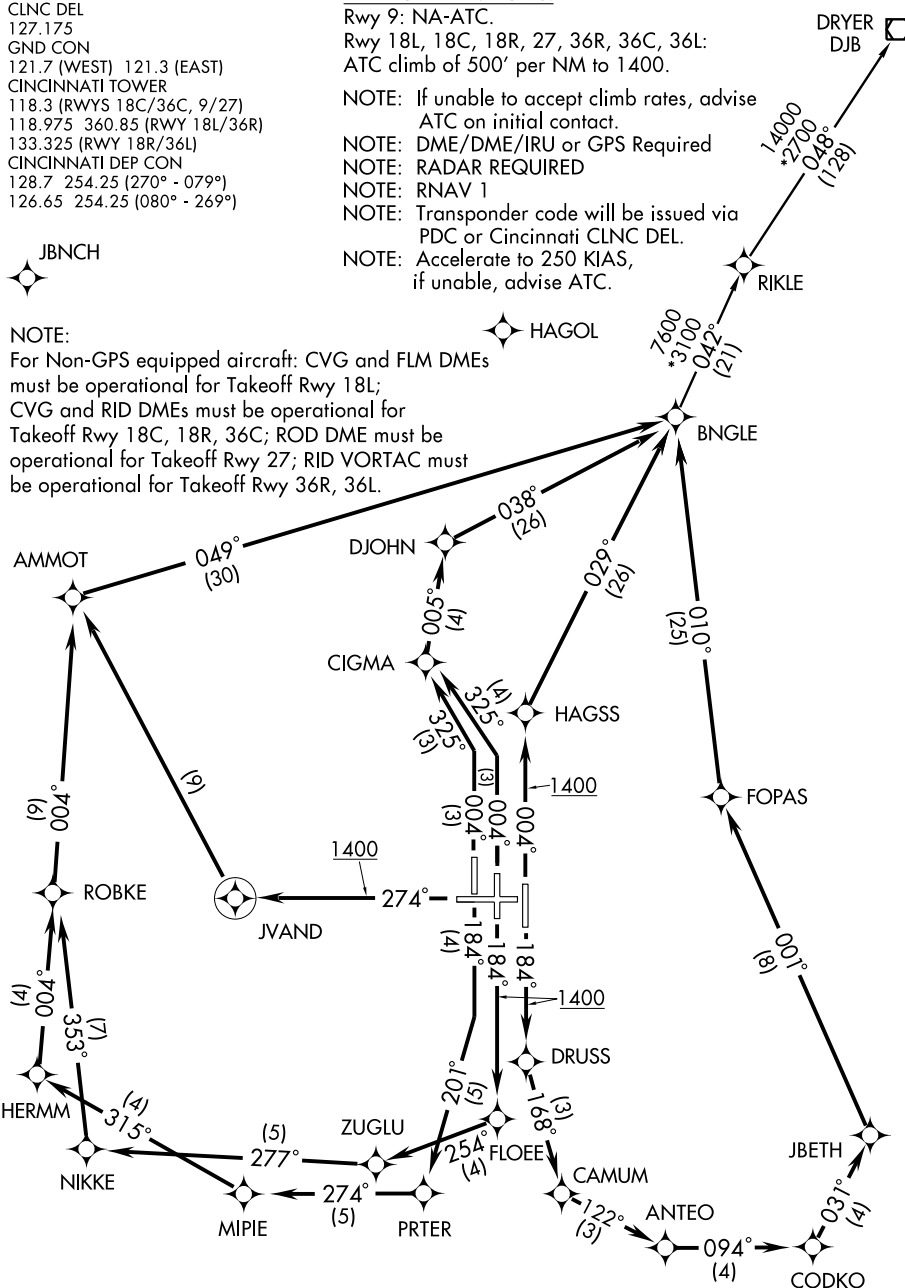 CLNC DEL
127.175
GND CON
121.7 (WEST) 121.3 (EAST)
CINCINNATI TOWER
118.3 (RWYS 18C/36C, 9/27)
118.975 360.85 (RWY 18L/36R)
133.325 (RWY 18R/36L)
CINCINNATI DEP CON
128.7 254.25 (270° - 079°)
126.65 254.25 (080° - 269°)
Rwy 9: NA-ATC.
Rwy 18L, 18C, 18R, 27, 36R, 36C, 36L:
ATC climb of 500' per NM to 1400.
NOTE: If unable to accept climb rates, advise
ATC on initial contact.
NOTE: DME/DME/IRU or GPS Required
NOTE: RADAR REQUIRED
NOTE: RNAV 1
NOTE: Transponder code will be issued via
PDC or Cincinnati CLNC DEL.
NOTE: Accelerate to 250 KIAS,
if unable, advise ATC.
DRYER
DJB
14000
*2700
048°
(128)
JBNCH
RIKLE
HAGOL
7600
*3100
042°
(21)
NOTE:
For Non-GPS equipped aircraft: CVG and FLM DMEs
must be operational for Takeoff Rwy 18L;
CVG and RID DMEs must be operational for
Takeoff Rwy 18C, 18R, 36C; ROD DME must be
operational for Takeoff Rwy 27; RID VORTAC must
be operational for Takeoff Rwy 36R, 36L.
BNGLE
038°
(26)
DJOHN
049°
(30)
AMMOT
029°
(26)
005°
(4)
010°
(25)
CIGMA
325°
(4)
325°
(3)
HAGSS
(9)
(9)
004°
004°
(3)
004°
(3)
004°
1400
FOPAS
1400
274°
JVAND
ROBKE
184°
(4)
184°
184°
1400
001°
(8)
004°
(4)
353°
(7)
DRUSS
HERMM
(4)
315°
201°
(5)
168°
(3)
FLOEE
ZUGLU
254°
(4)
(5)
277°
NIKKE
JBETH
CAMUM
274°
(5)
MIPIE
PRTER
122°
(3)
ANTEO
031°
(4)
094°
(4)
CODKO